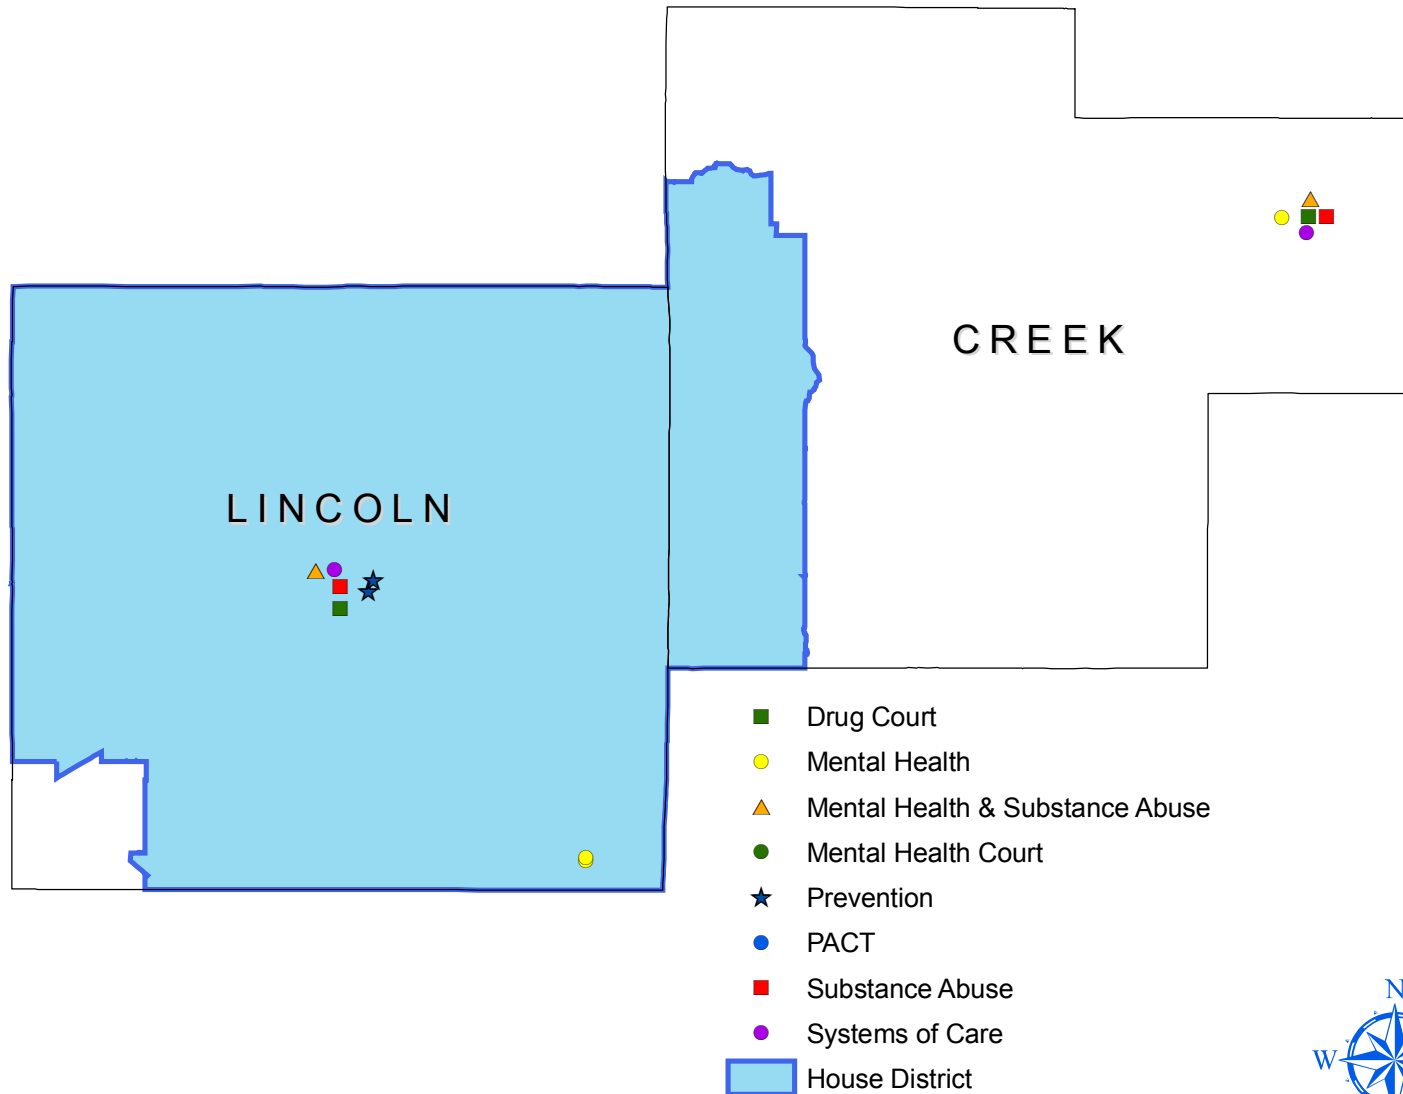 CREEK
LINCOLN
Drug Court
Mental Health
Mental Health & Substance Abuse
Mental Health Court
Prevention
PACT
Substance Abuse
Systems of Care
House District
N
W